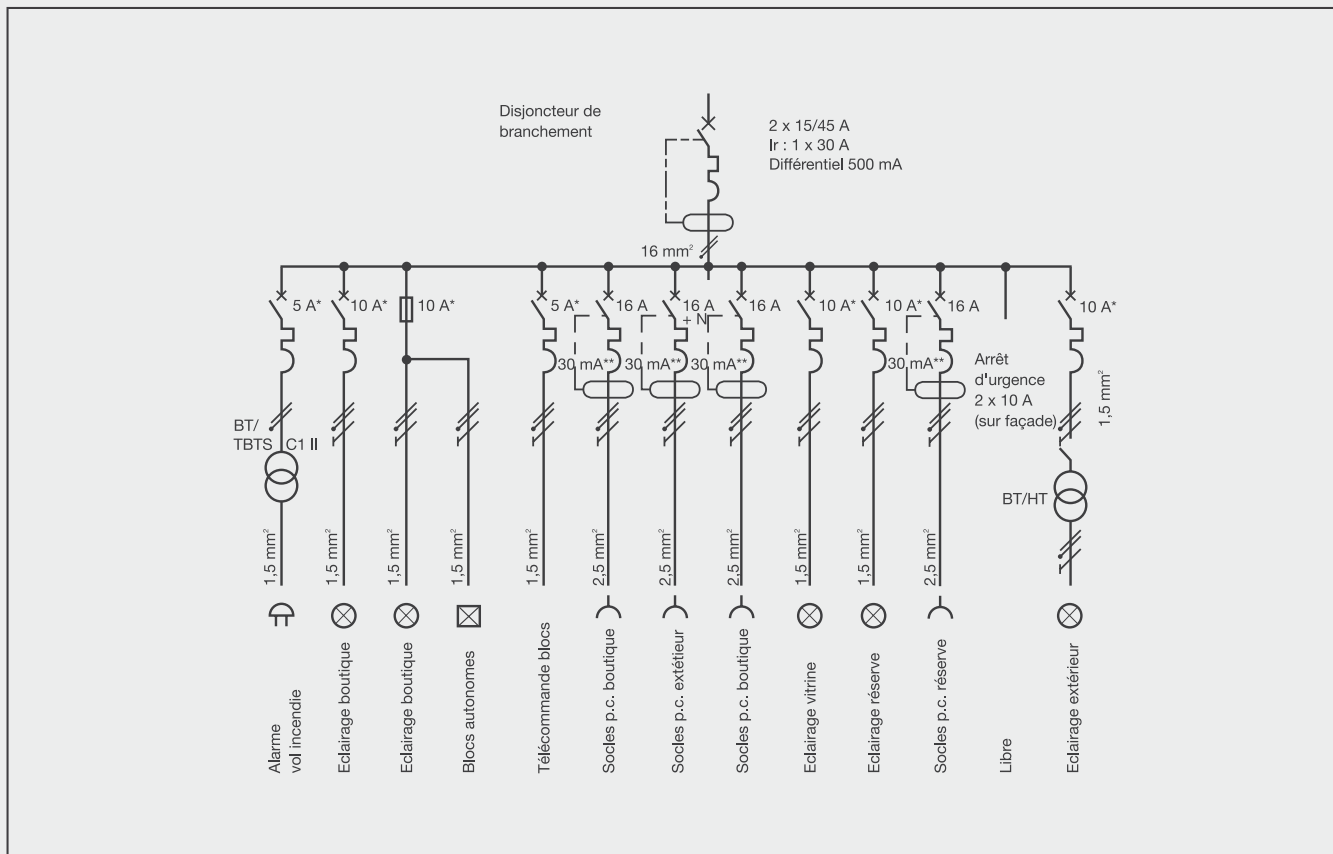 Disjoncteur de
branchement
2 x 15/45 A
Ir : 1 x 30 A
Différentiel 500 mA
16 mm²
5 A*
10 A*
10 A*
5 A*
16 A
16 A
+ N
16 A
10 A*
10 A*
16 A
10 A*
30 mA**
30 mA**
30 mA**
30 mA**
Arrêt
d'urgence
2 x 10 A
(sur façade)
1,5 mm²
BT/
TBTS
C1 II
BT/HT
1,5 mm²
1,5 mm²
1,5 mm²
1,5 mm²
1,5 mm²
2,5 mm²
2,5 mm²
2,5 mm²
1,5 mm²
1,5 mm²
2,5 mm²
Alarme
vol incendie
Eclairage boutique
Eclairage boutique
Blocs autonomes
Télécommande blocs
Socles p.c. boutique
Socles p.c. extétieur
Socles p.c. boutique
Eclairage vitrine
Eclairage réserve
Socles p.c. réserve
Libre
Eclairage extérieur